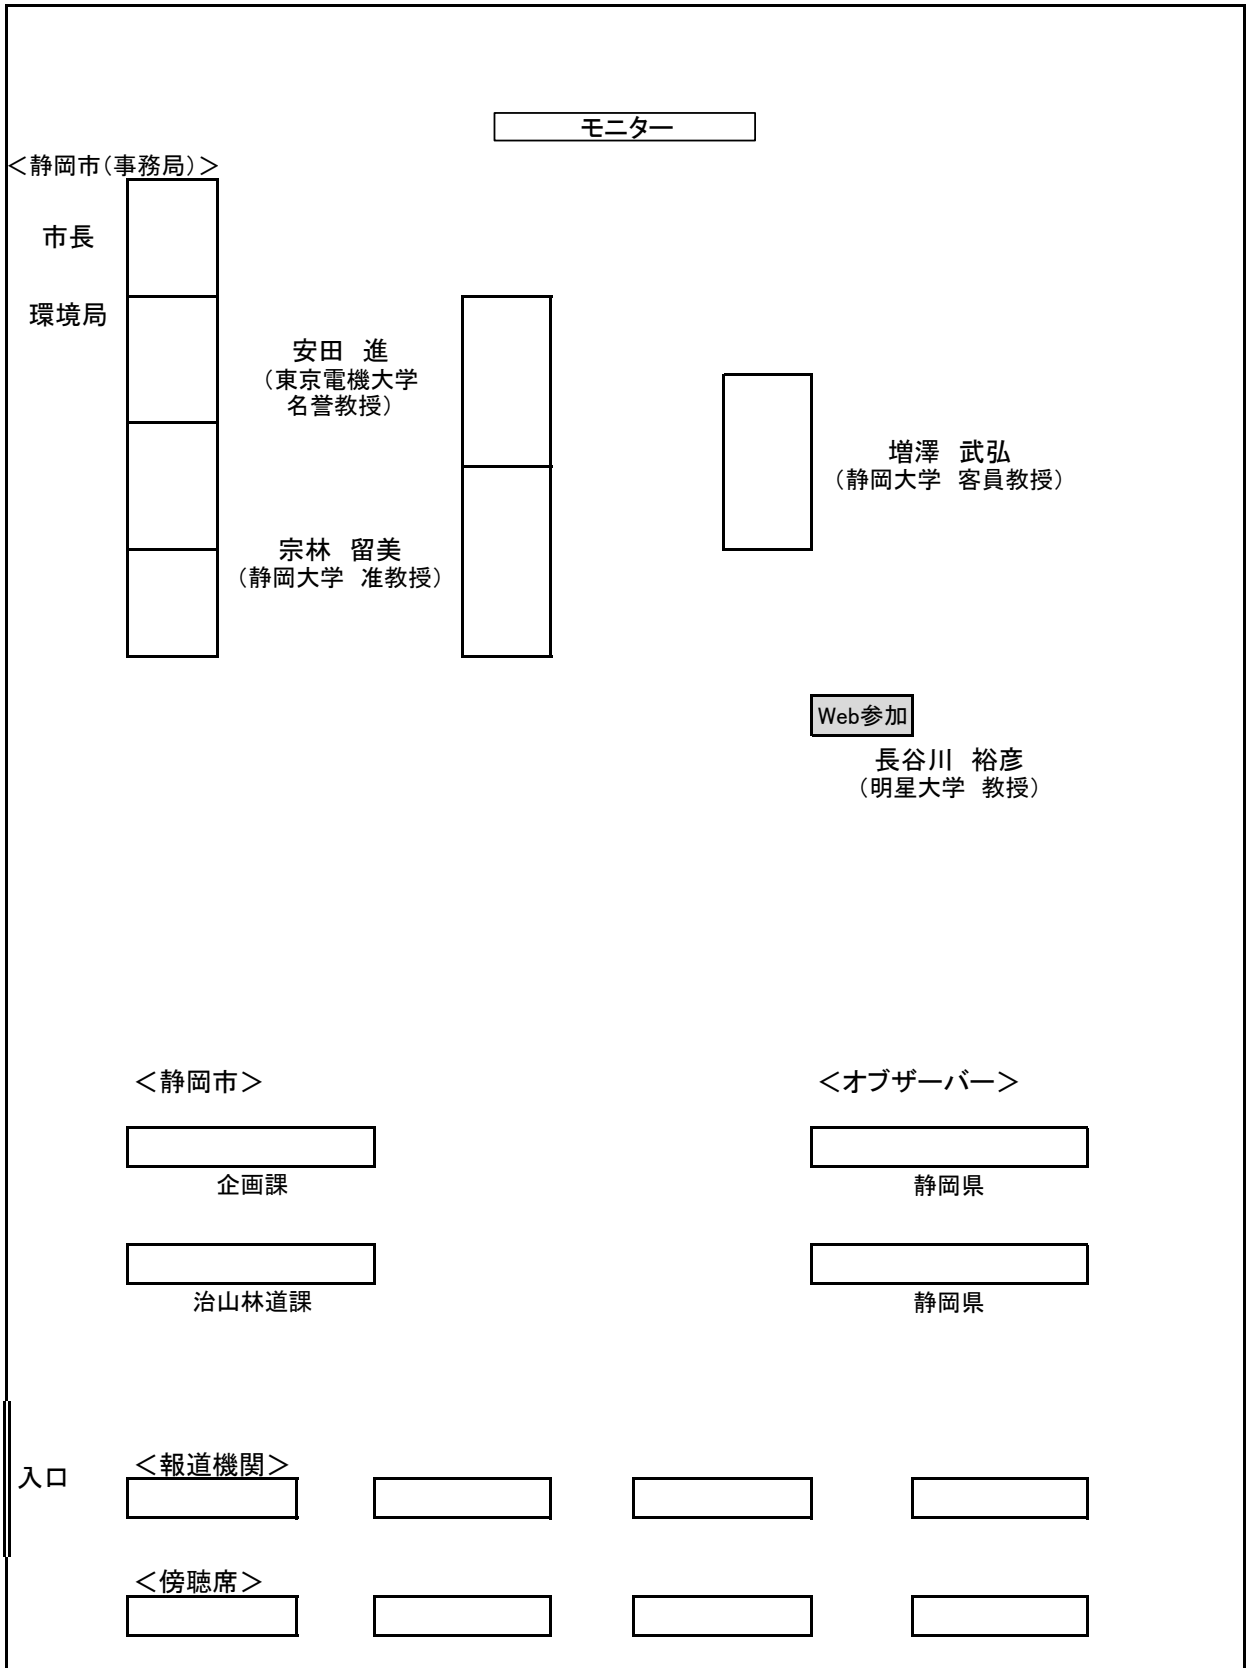 モニター
＜静岡市(事務局)＞
市長
環境局
安田　進
（東京電機大学
名誉教授）
増澤　武弘
（静岡大学　客員教授）
宗林　留美
（静岡大学　准教授）
Web参加
長谷川　裕彦
（明星大学　教授）
＜静岡市＞
＜オブザーバー＞
企画課
静岡県
治山林道課
静岡県
入口
＜報道機関＞
＜傍聴席＞